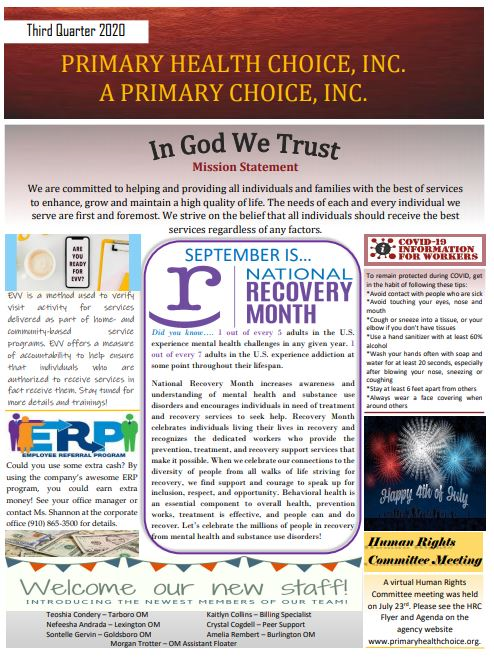 Third Quarter 2020
PRIMARY HEALTH CHOICE, INC.
A PRIMARY CHOICE, INC.
In God We Trust
Mission Statement
We are committed to helping and providing all individuals and families with the best of services
to enhance, grow and maintain a high quality of life. The needs of each and every individual we
serve are first and foremost. We strive on the belief that all individuals should receive the best
services regardless of any factors.
ARE
YOU
READY
FOR
EVV?
EVV is a method used to verify
visit activity for services
delivered as part of home- and
community-based service
programs. EVV offers a measure
of accountability to help ensure
that individuals who are
authorized to receive services in
fact receive them. Stay tuned for
more details and trainings!
ERP
EMPLOYEE REFERRAL PROGRAM
Could you use some extra cash? By
using the company's awesome ERP
program, you could earn extra
money! See your office manager or
contact Ms. Shannon at the corporate
office (910) 865-3500 for details.
SEPTEMBER IS...
r
NATIONAL
RECOVERY
MONTH
Did you know.... 1 out of every 5 adults in the U.S.
experience mental health challenges in any given year. 1
out of every 7 adults in the U.S. experience addiction at
some point throughout their lifespan.
National Recovery Month increases awareness and
understanding of mental health and substance use
disorders and encourages individuals in need of treatment
and recovery services to seek help. Recovery Month
celebrates individuals living their lives in recovery and
recognizes the dedicated workers who provide the
prevention, treatment, and recovery support services that
make it possible. When we celebrate our connections to the
diversity of people from all walks of life striving for
recovery, we find support and courage to speak up for
inclusion, respect, and opportunity. Behavioral health is
an essential component to overall health, prevention
works, treatment is effective, and people can and do
recover. Let's celebrate the millions of people in recovery
from mental health and substance use disorders!
COVID-19
INFORMATION
FOR WORKERS
To remain protected during COVID, get
in the habit of following these tips:
*Avoid contact with people who are sick
*Avoid touching your eyes, nose and
mouth
*Cough or sneeze into a tissue, or your
elbow if you don't have tissues
*Use a hand sanitizer with at least 60%
alcohol
*Wash your hands often with soap and
water for at least 20 seconds, especially
after blowing your nose, sneezing or
coughing
*Stay at least 6 feet apart from others
*Always wear a face covering when
around others
Happy 4th of July
Human Rights
Committee Meeting
A virtual Human Rights
Committee meeting was held
on July 23rd. Please see the HRC
Flyer and Agenda on the
agency website
www.primaryhealthchoice.org.
Welcome our new staff!
INTRODUCING THE NEWEST MEMBERS OF OUR TEAM!
Teoshia Condery – Tarboro OM
Nefeesha Andrada – Lexington OM
Sontelle Gervin – Goldsboro OM
Kaitlyn Collins – Billing Specialist
Crystal Cogdell – Peer Support
Amelia Rembert – Burlington OM
Morgan Trotter – OM Assistant Floater